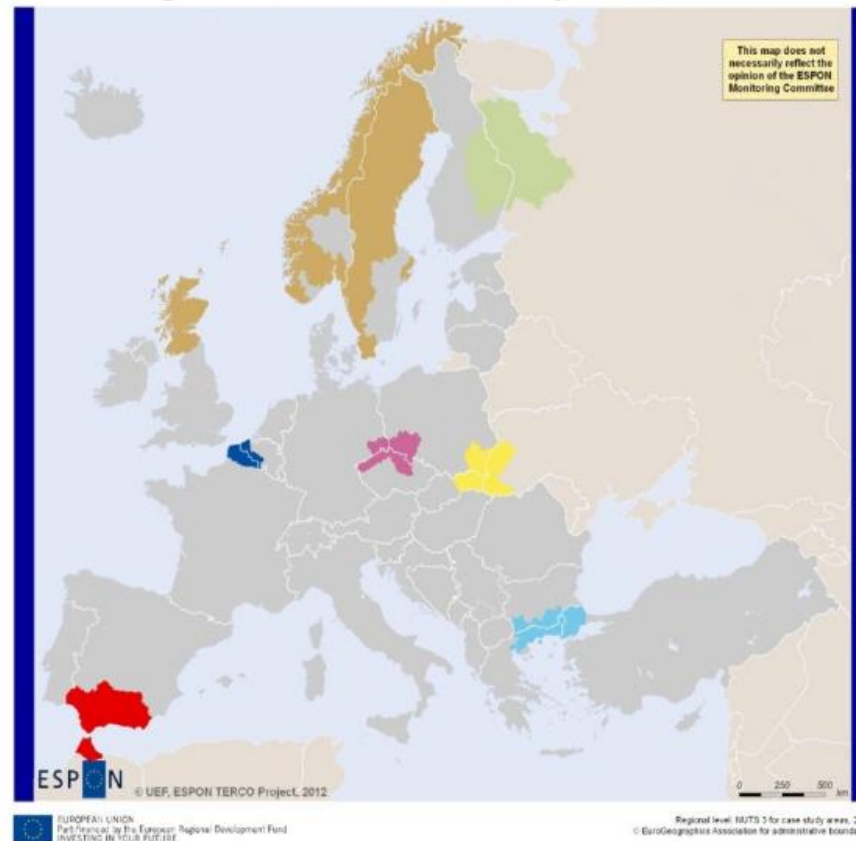 This map does not
necessarily reflect the
opinion of the ESPON
Monitoring Committee
ESPON
© UEF, ESPON TERCO Project, 2012
0 250 500
km
EUROPEAN UNION
Part-financed by the European Regional Development Fund
INVESTING IN YOUR FUTURE
Regional level: NUTS 3 for case study areas, 2
© EuroGeographics Association for administrative bounda